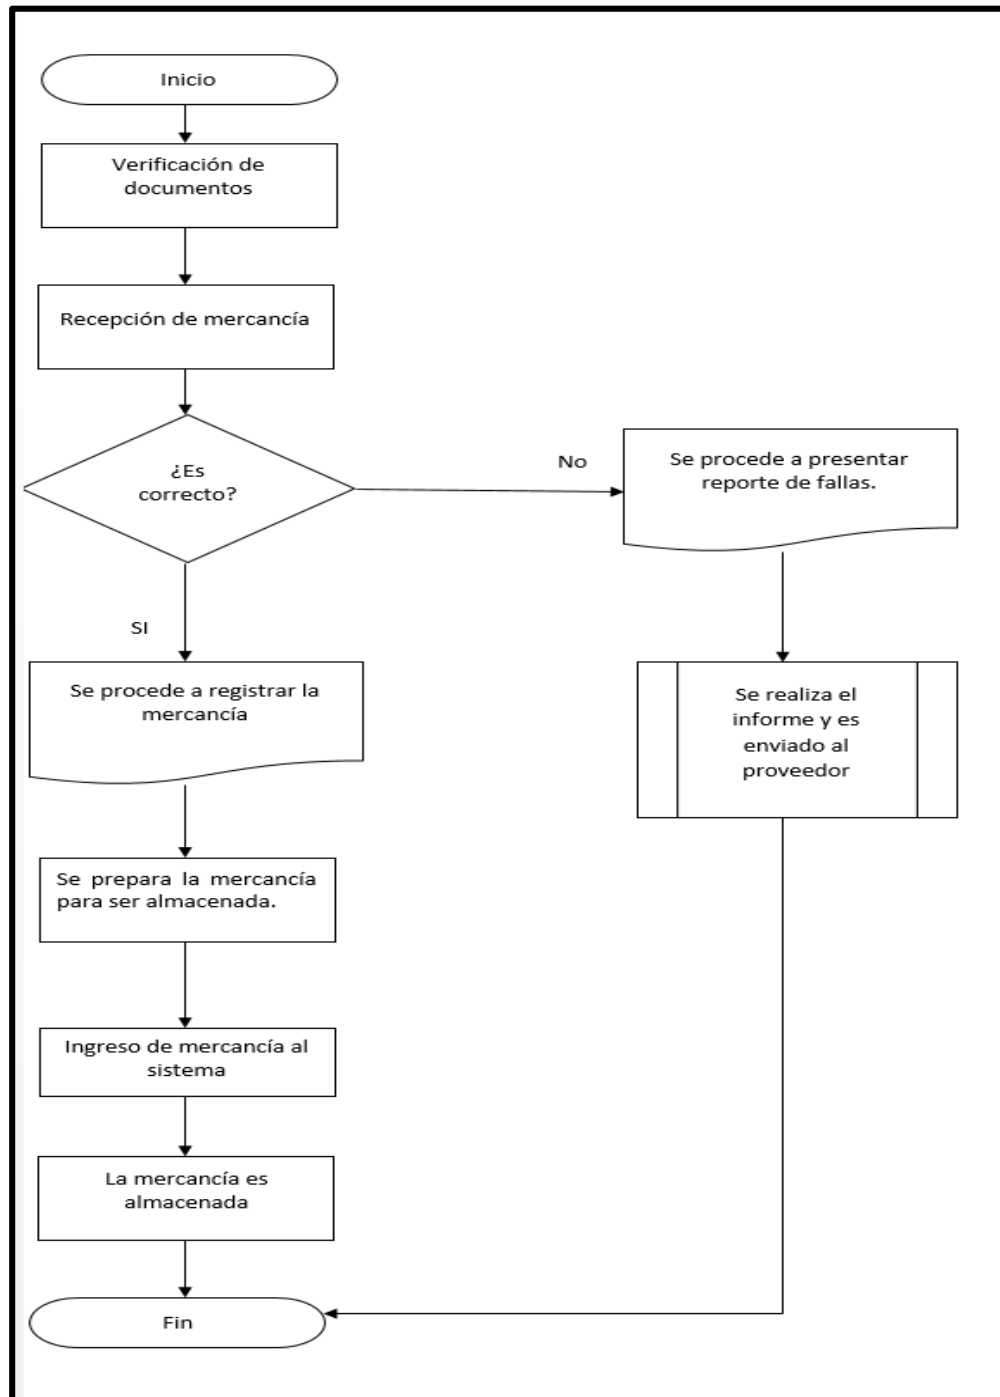 Inicio
Verificación de
documentos
Recepción de mercancía
¿Es
correcto?
No
Se procede a presentar
reporte de fallas.
SI
Se procede a registrar la
mercancía
Se realiza el
informe y es
enviado al
proveedor
Se prepara la mercancía
para ser almacenada.
Ingreso de mercancía al
sistema
La mercancía es
almacenada
Fin